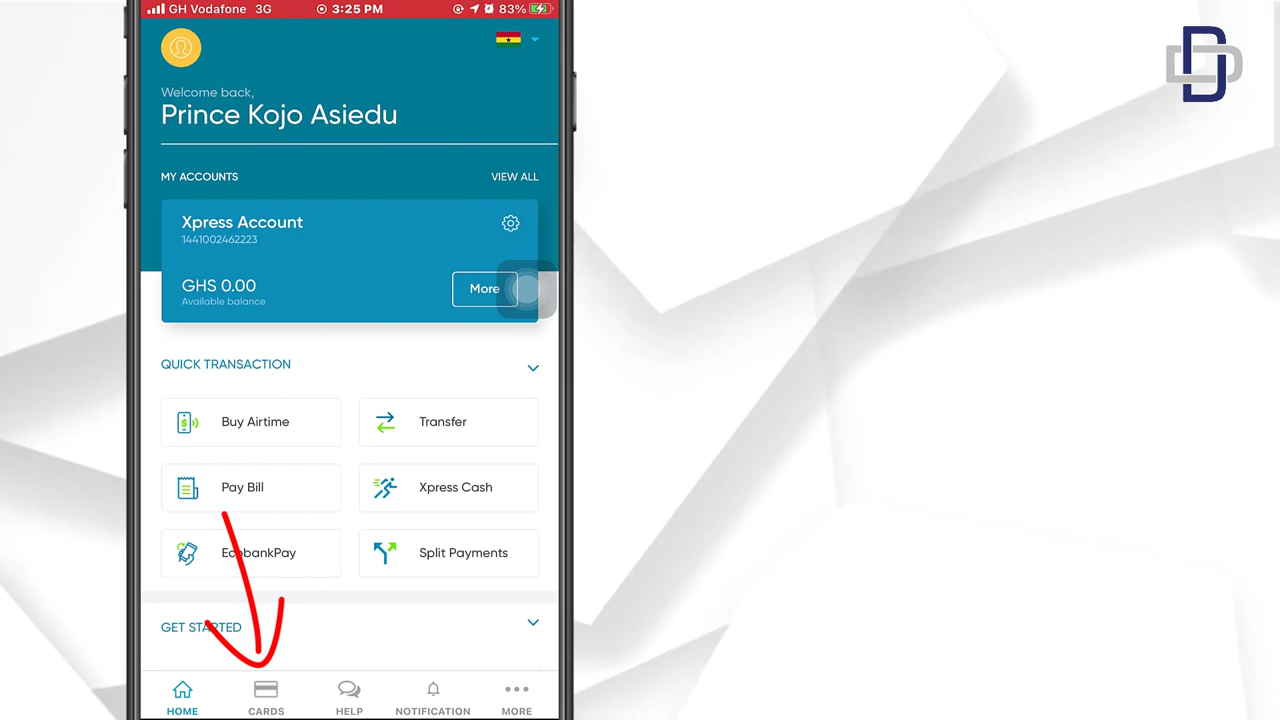 GH Vodafone 3G 3:25 PM 83%
Welcome back,
Prince Kojo Asiedu
MY ACCOUNTS VIEW ALL
Xpress Account
1441002462223
GHS 0.00
Available balance
More
QUICK TRANSACTION
Buy Airtime Transfer
Pay Bill Xpress Cash
EcobankPay Split Payments
GET STARTED
HOME CARDS HELP NOTIFICATION MORE